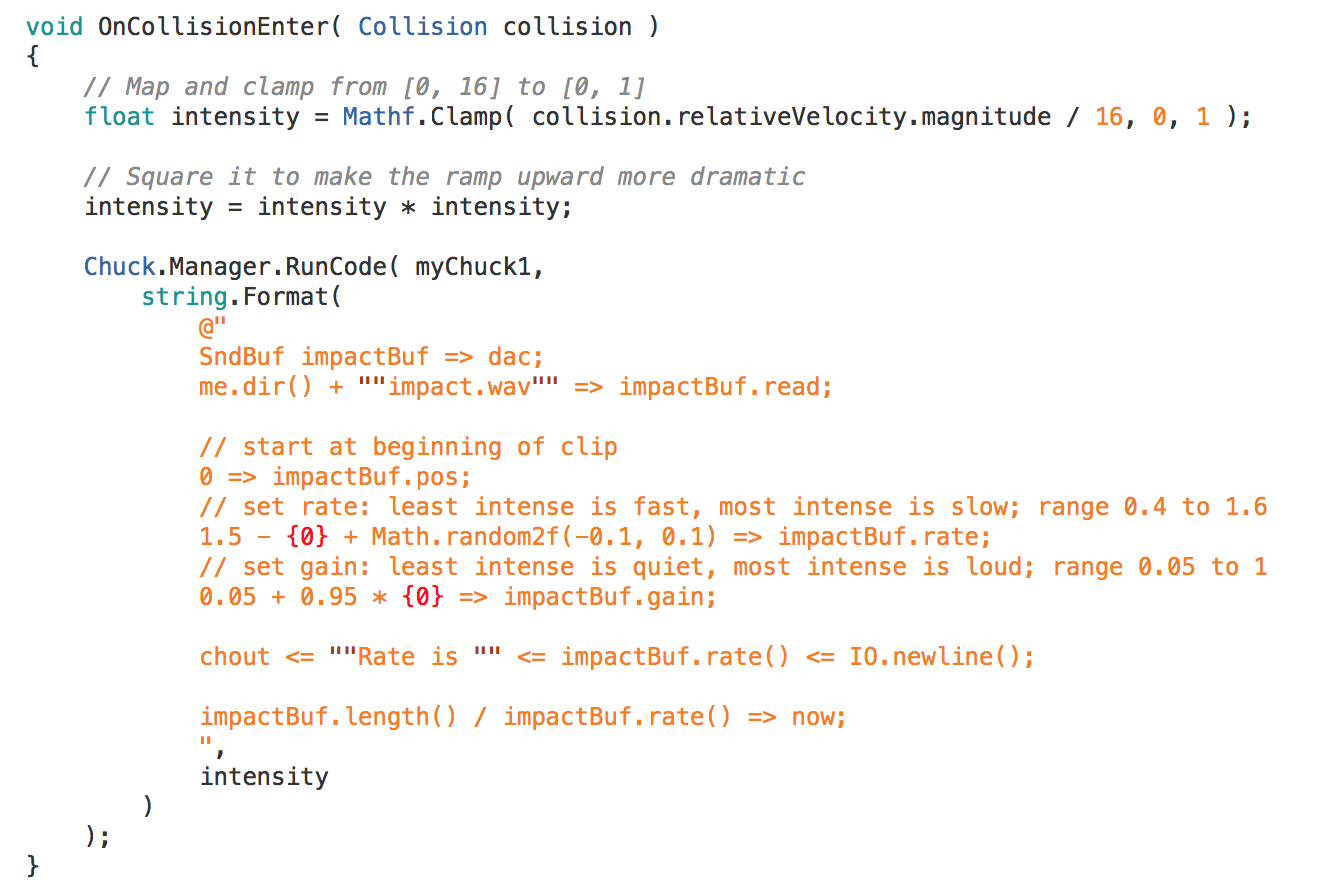 void OnCollisionEnter( Collision collision )
{
    // Map and clamp from [0, 16] to [0, 1]
    float intensity = Mathf.Clamp( collision.relativeVelocity.magnitude / 16, 0, 1 );

    // Square it to make the ramp upward more dramatic
    intensity = intensity * intensity;

    Chuck.Manager.RunCode( myChuck1,
        string.Format(
            @"
            SndBuf impactBuf => dac;
            me.dir() + ""impact.wav"" => impactBuf.read;

            // start at beginning of clip
            0 => impactBuf.pos;
            // set rate: least intense is fast, most intense is slow; range 0.4 to 1.6
            1.5 - {0} + Math.random2f(-0.1, 0.1) => impactBuf.rate;
            // set gain: least intense is quiet, most intense is loud; range 0.05 to 1
            0.05 + 0.95 * {0} => impactBuf.gain;

            chout <= ""Rate is "" <= impactBuf.rate() <= IO.newline();

            impactBuf.length() / impactBuf.rate() => now;
            ",
            intensity
        )
    );
}